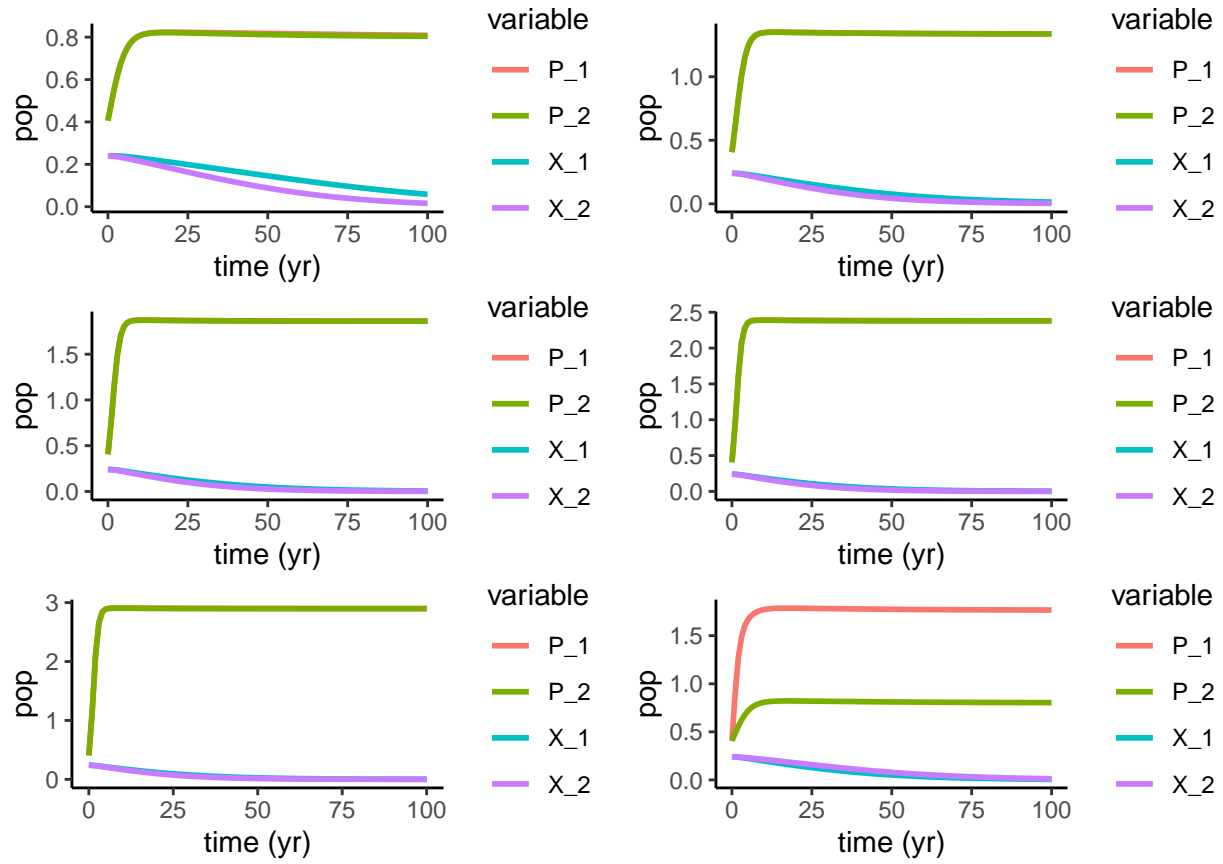 variable
P_1
P_2
X_1
X_2
pop
0.8
0.6
0.4
0.2
0.0
0 25 50 75 100
time (yr)
variable
P_1
P_2
X_1
X_2
pop
1.0
0.5
0.0
0 25 50 75 100
time (yr)
variable
P_1
P_2
X_1
X_2
pop
1.5
1.0
0.5
0.0
0 25 50 75 100
time (yr)
variable
P_1
P_2
X_1
X_2
pop
2.5
2.0
1.5
1.0
0.5
0.0
0 25 50 75 100
time (yr)
variable
P_1
P_2
X_1
X_2
pop
3
2
1
0
0 25 50 75 100
time (yr)
variable
P_1
P_2
X_1
X_2
pop
1.5
1.0
0.5
0.0
0 25 50 75 100
time (yr)